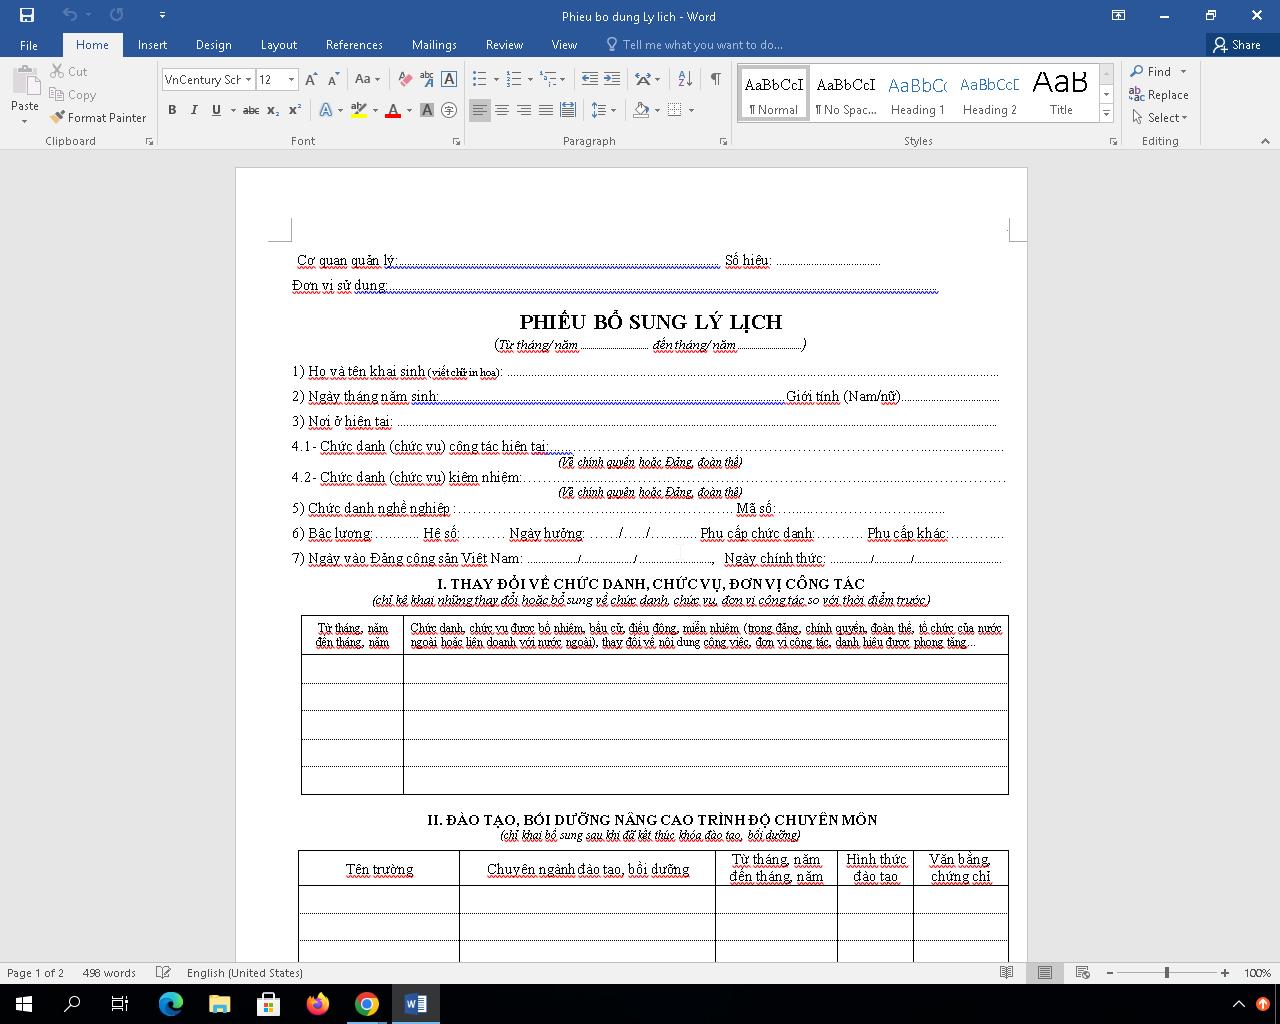 Phieu bo dung Ly lich - Word
File Home Insert Design Layout References Mailings Review View Tell me what you want to do... Share
Paste Cut Copy Format Painter
VnCentury Sch 12
AaBbCcI AaBbCcI AaBbCc AaBbCcD AaB
¶ Normal ¶ No Spac... Heading 1 Heading 2 Title
Find Replace Select
Clipboard Font Paragraph Styles Editing
Cơ quan quản lý:........ Số hiệu: ........
Đơn vị sử dụng:........
PHIẾU BỔ SUNG LÝ LỊCH
(Từ tháng/năm ........ đến tháng/năm ........)
1) Họ và tên khai sinh (viết chữ in hoa): ........
2) Ngày tháng năm sinh:........Giới tính (Nam/nữ)........
3) Nơi ở hiện tại: ........
4.1- Chức danh (chức vụ) công tác hiện tại:........
(Về chính quyền hoặc Đảng, đoàn thể)
4.2- Chức danh (chức vụ) kiêm nhiệm:........
(Về chính quyền hoặc Đảng, đoàn thể)
5) Chức danh nghề nghiệp :........ Mã số:........
6) Bậc lương:........ Hệ số:........ Ngày hưởng: ....../....../........ Phụ cấp chức danh:........ Phụ cấp khác:........
7) Ngày vào Đảng cộng sản Việt Nam: ......../......../........, Ngày chính thức: ......../......../........
I. THAY ĐỔI VỀ CHỨC DANH, CHỨC VỤ, ĐƠN VỊ CÔNG TÁC
(chỉ kê khai những thay đổi hoặc bổ sung về chức danh, chức vụ, đơn vị công tác so với thời điểm trước)
Từ tháng, năm đến tháng, năm
Chức danh, chức vụ được bổ nhiệm, bầu cử, điều động, miễn nhiệm (trong đảng, chính quyền, đoàn thể, tổ chức của nước
ngoài hoặc liên doanh với nước ngoài), thay đổi về nội dung công việc, đơn vị công tác, danh hiệu được phong tặng...
II. ĐÀO TẠO, BỒI DƯỠNG NÂNG CAO TRÌNH ĐỘ CHUYÊN MÔN
(chỉ khai bổ sung sau khi đã kết thúc khóa đào tạo, bồi dưỡng)
Tên trường
Chuyên ngành đào tạo, bồi dưỡng
Từ tháng, năm
đến tháng, năm
Hình thức
đào tạo
Văn bằng,
chứng chỉ
Page 1 of 2 498 words English (United States) 100%